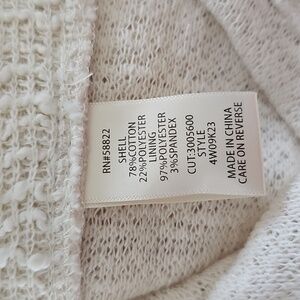 RN#58822
SHELL
78%COTTON
22%POLYESTER
LINING
97%POLYESTER
3%SPANDEX
CUT:3005600
STYLE
4W09K23
MADE IN CHINA
CARE ON REVERSE